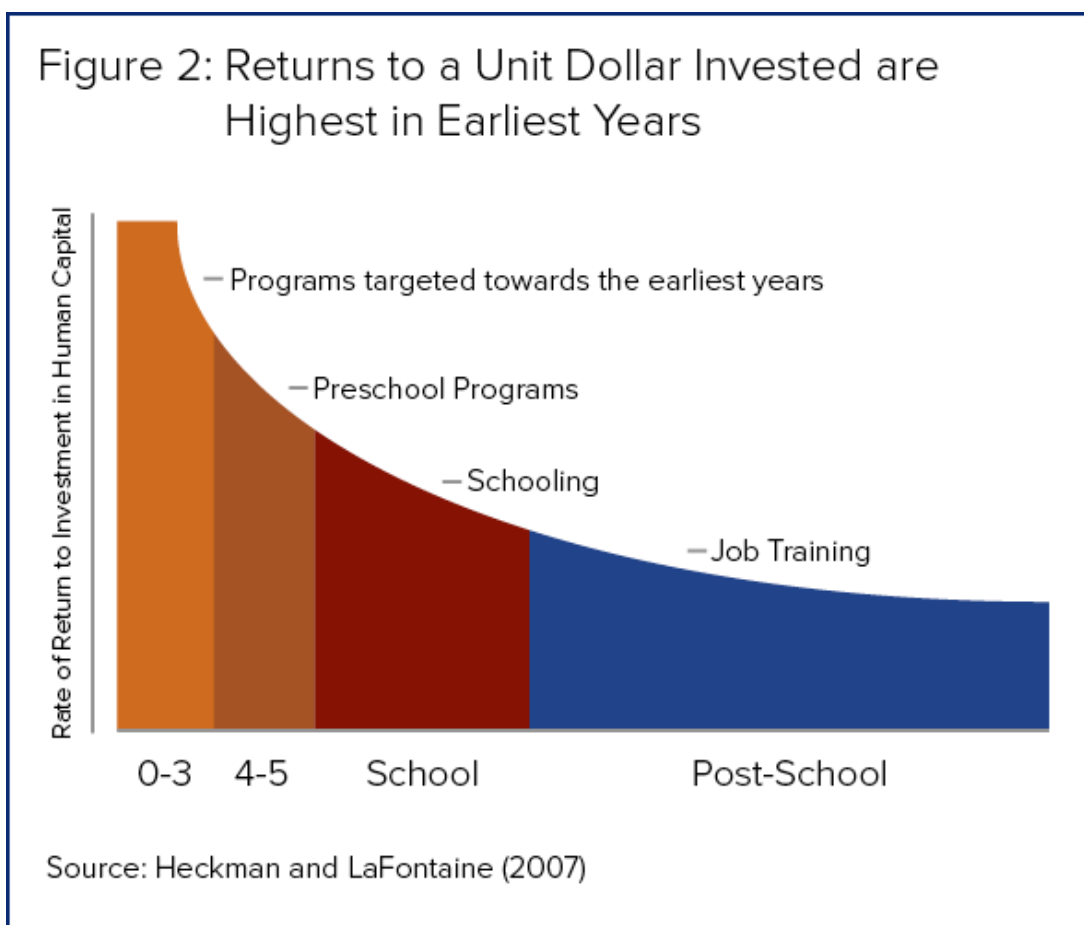 Figure 2: Returns to a Unit Dollar Invested are
Highest in Earliest Years
Rate of Return to Investment in Human Capital
Programs targeted towards the earliest years
Preschool Programs
Schooling
Job Training
0-3 4-5 School Post-School
Source: Heckman and LaFontaine (2007)